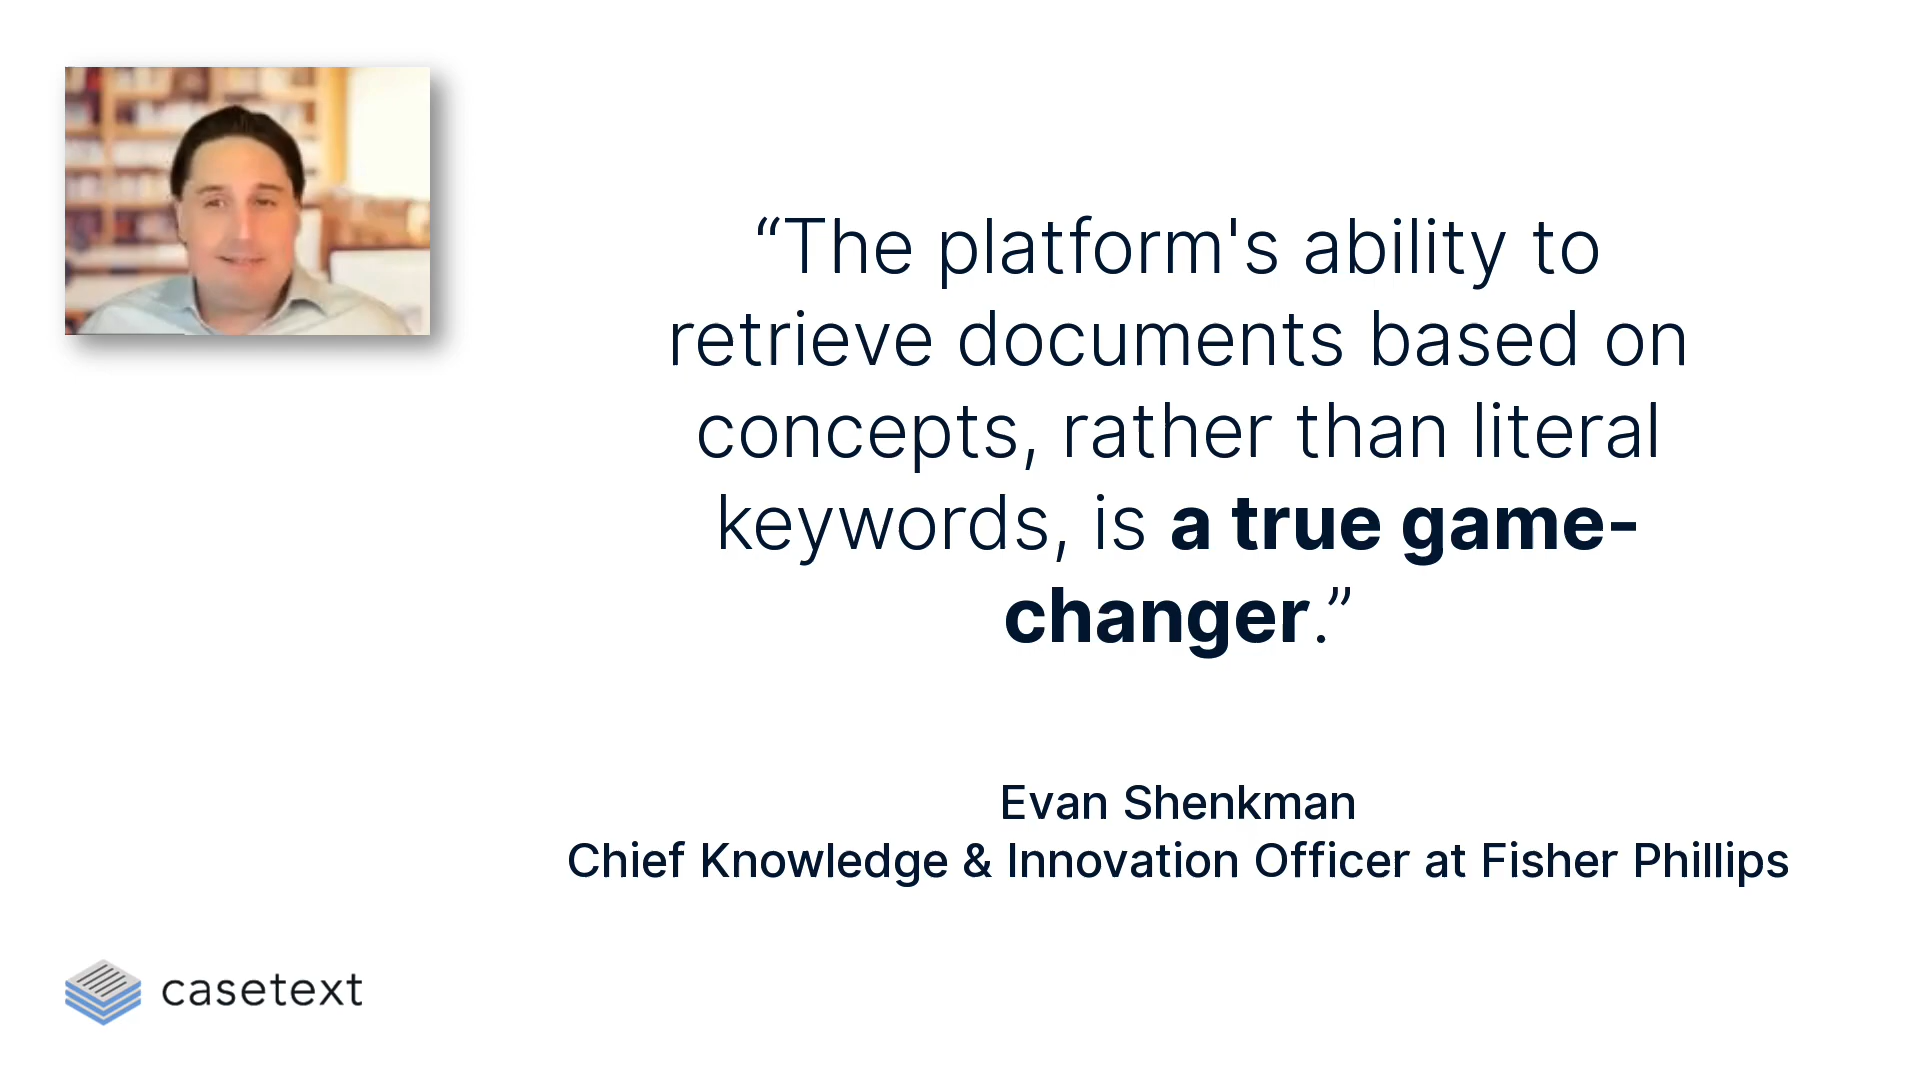 “The platform's ability to
retrieve documents based on
concepts, rather than literal
keywords, is a true game-
changer.”
Evan Shenkman
Chief Knowledge & Innovation Officer at Fisher Phillips
casetext